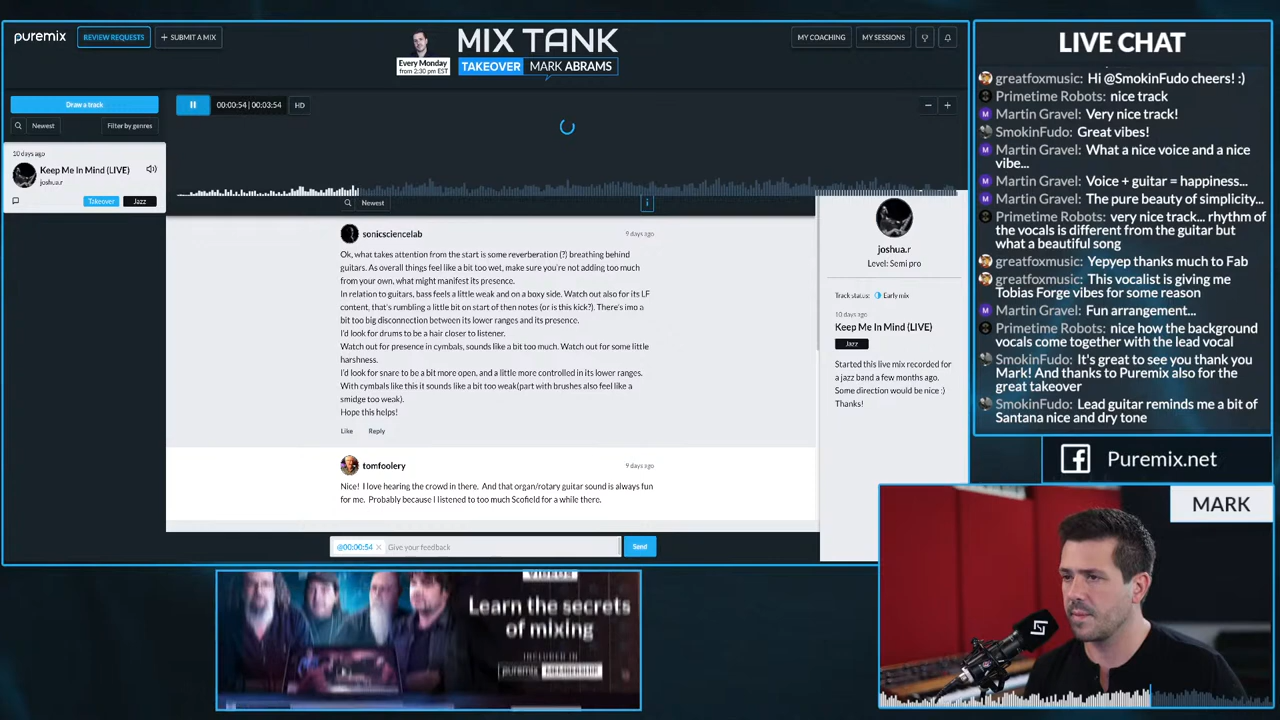 puremix
REVIEW REQUESTS
+ SUBMIT A MIX
Every Monday
from 2:30 pm EST
MIX TANK
TAKEOVER MARK ABRAMS
MY COACHING
MY SESSIONS
Draw a track
Newest
Filter by genres
10 days ago
Keep Me In Mind (LIVE)
joshua.r
Takeover
Jazz
00:00:54 | 00:03:54
HD
Newest
i
sonicsciencelab
9 days ago
Ok, what takes attention from the start is some reverberation (?) breathing behind
guitars. As overall things feel like a bit too wet, make sure you're not adding too much
from your own, what might manifest its presence.
In relation to guitars, bass feels a little weak and on a boxy side. Watch out also for its LF
content, that's rumbling a little bit on start of then notes (or is this kick?). There's imo a
bit too big disconnection between its lower ranges and its presence.
I'd look for drums to be a hair closer to listener.
Watch out for presence in cymbals, sounds like a bit too much. Watch out for some little
harshness.
I'd look for snare to be a bit more open, and a little more controlled in its lower ranges.
With cymbals like this it sounds like a bit too weak(part with brushes also feel like a
smidge too weak).
Hope this helps!
Like
Reply
tomfoolery
9 days ago
Nice! I love hearing the crowd in there. And that organ/rotary guitar sound is always fun
for me. Probably because I listened to too much Scofield for a while there.
@00:00:54 ×
Give your feedback
Send
joshua.r
Level: Semi pro
Track status: Early mix
10 days ago
Keep Me In Mind (LIVE)
Jazz
Started this live mix recorded
for a jazz band a few months ago.
Some direction would be nice :)
Thanks!
LIVE CHAT
greatfoxmusic: Hi @SmokinFudo cheers! :)
Primetime Robots: nice track
Martin Gravel: Very nice track!
SmokinFudo: Great vibes!
Martin Gravel: What a nice voice and a nice
vibe...
Martin Gravel: Voice + guitar = happiness...
Martin Gravel: The pure beauty of simplicity...
Primetime Robots: very nice track... rhythm of
the vocals is different from the guitar but
what a beautiful song
greatfoxmusic: Yepyep thanks much to Fab
greatfoxmusic: This vocalist is giving me
Tobias Forge vibes for some reason
Martin Gravel: Fun arrangement...
Primetime Robots: nice how the background
vocals come together with the lead vocal
SmokinFudo: It's great to see you thank you
Mark! And thanks to Puremix also for the
great takeover
SmokinFudo: Lead guitar reminds me a bit of
Santana nice and dry tone
Puremix.net
MARK
VIDEOS
Learn the secrets
of mixing
INCLUDED IN
puremix